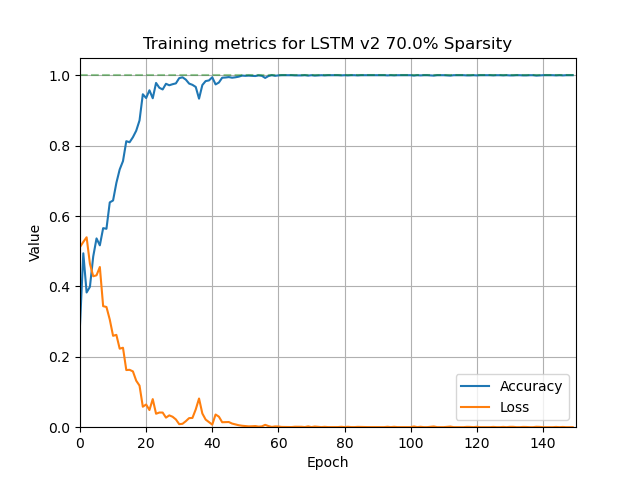 Training metrics for LSTM v2 70.0% Sparsity
1.0
0.8
0.6
0.4
0.2
0.0
Value
0 20 40 60 80 100 120 140
Epoch
Accuracy
Loss